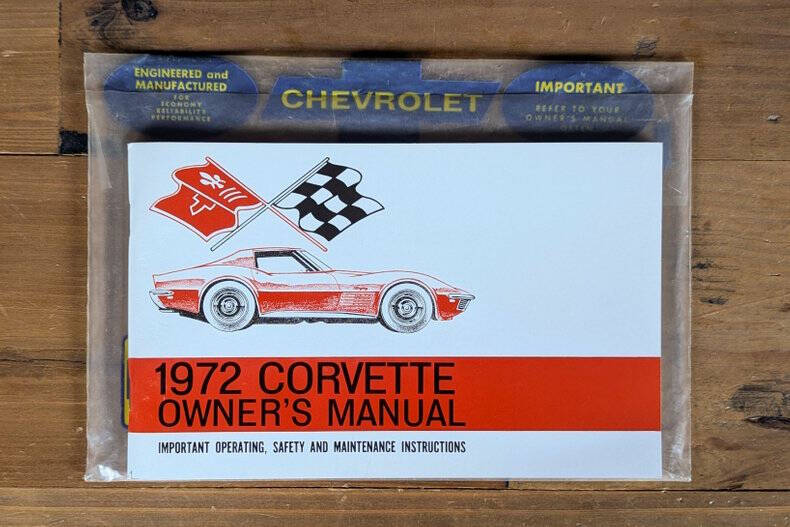 ENGINEERED and
MANUFACTURED
FOR
ECONOMY
RELIABILITY
PERFORMANCE
CHEVROLET
IMPORTANT
REFER TO YOUR
OWNER'S MANUAL
OFTEN
1972 CORVETTE
OWNER'S MANUAL
IMPORTANT OPERATING, SAFETY AND MAINTENANCE INSTRUCTIONS